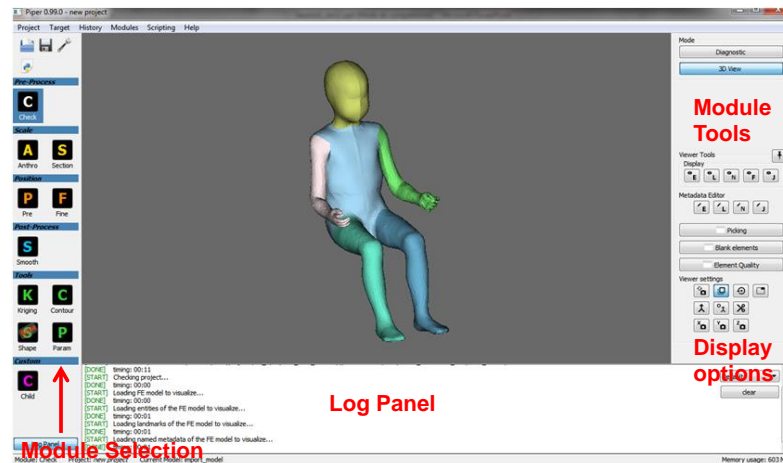 Piper 0.99.0 - new project
Project Target History Modules Scripting Help
Pre-Process
C
Check
Scale
A S
Anthro Section
Position
P F
Pre Fine
Post-Process
S
Smooth
Tools
K C
Kriging Contour
P
Shape Param
Custom
C
Child
Module Selection
Mode
Diagnostic
3D View
Module
Tools
Viewer Tools
Display
E L N F J
Metadata Editor
E L N J
Picking
Blank elements
Element Quality
Viewer settings
X Y Z
Display
options
clear
[DONE] timing: 00:11
[START] Checking project...
[DONE] timing: 00:00
[START] Loading FE model to visualize...
[DONE] timing: 00:00
[START] Loading entities of the FE model to visualize...
[DONE] timing: 00:01
[START] Loading landmarks of the FE model to visualize...
[DONE] timing: 00:01
[START] Loading named metadata of the FE model to visualize...
Log Panel
Module: Check Project: new project Current Model: import_model
Memory usage: 603